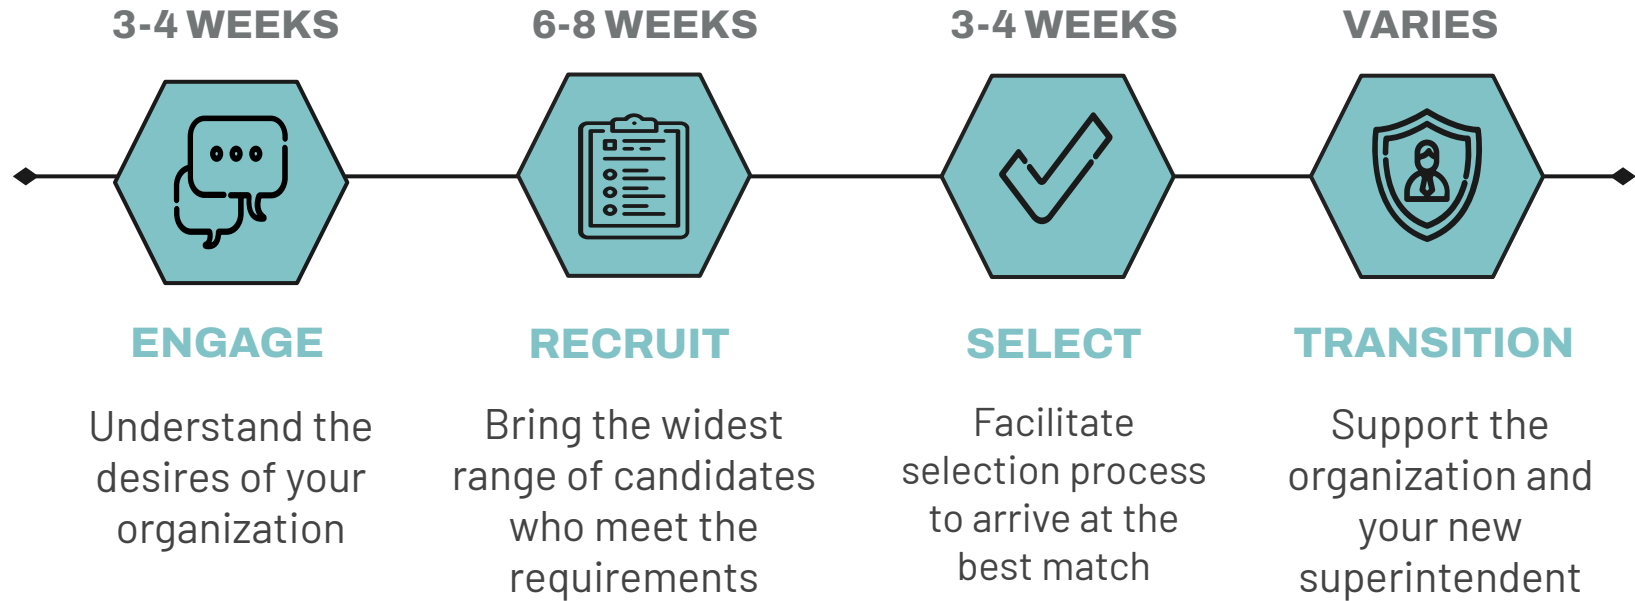 3-4 WEEKS
ENGAGE
Understand the
desires of your
organization
6-8 WEEKS
RECRUIT
Bring the widest
range of candidates
who meet the
requirements
3-4 WEEKS
SELECT
Facilitate
selection process
to arrive at the
best match
VARIES
TRANSITION
Support the
organization and
your new
superintendent